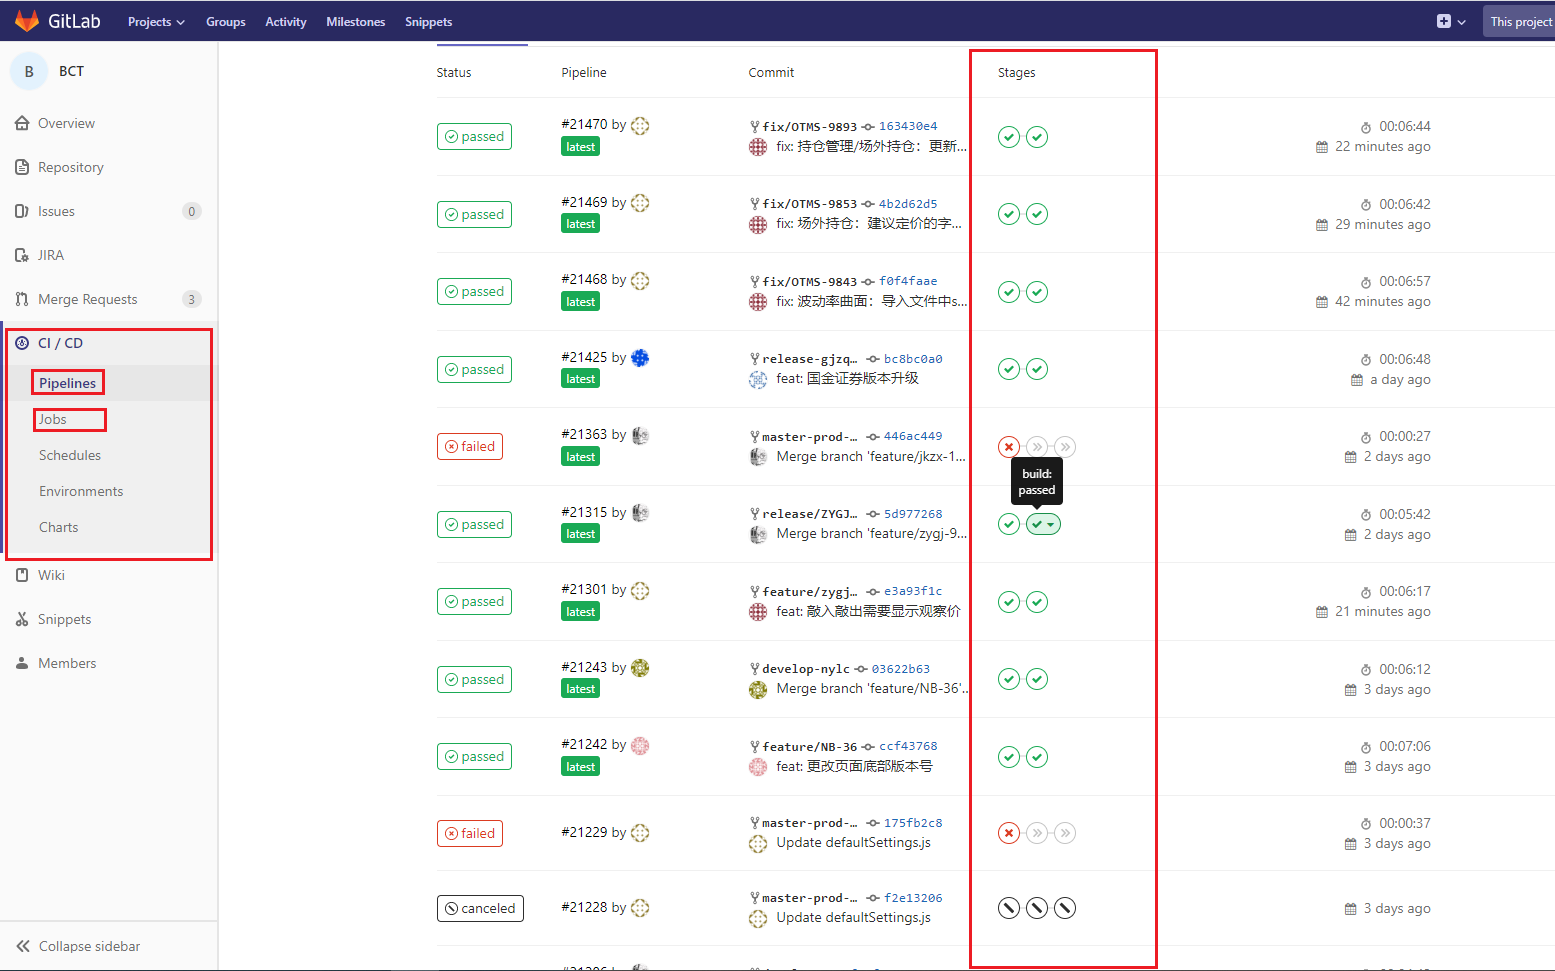 GitLab Projects Groups Activity Milestones Snippets This project
B BCT
Overview
Repository
Issues 0
JIRA
Merge Requests 3
CI / CD
Pipelines
Jobs
Schedules
Environments
Charts
Wiki
Snippets
Members
Collapse sidebar
Status Pipeline Commit Stages
passed #21470 by latest fix/OTMS-9893 163430e4 00:06:44
fix: 持仓管理/场外持仓：更新... 22 minutes ago
passed #21469 by latest fix/OTMS-9853 4b2d62d5 00:06:42
fix: 场外持仓：建议定价的字... 29 minutes ago
passed #21468 by latest fix/OTMS-9843 f0f4faae 00:06:57
fix: 波动率曲面：导入文件中s... 42 minutes ago
passed #21425 by latest release-gjzq... bc8bc0a0 00:06:48
feat: 国金证券版本升级 a day ago
failed #21363 by latest master-prod-... 446ac449 00:00:27
Merge branch 'feature/jkzx-1... 2 days ago
build:
passed
passed #21315 by latest release/ZYGJ... 5d977268 00:05:42
Merge branch 'feature/zygj-9... 2 days ago
passed #21301 by latest feature/zygj... e3a93f1c 00:06:17
feat: 敲入敲出需要显示观察价 21 minutes ago
passed #21243 by latest develop-nylc 03622b63 00:06:12
Merge branch 'feature/NB-36'... 3 days ago
passed #21242 by latest feature/NB-36 ccf43768 00:07:06
feat: 更改页面底部版本号 3 days ago
failed #21229 by master-prod-... 175fb2c8 00:00:37
Update defaultSettings.js 3 days ago
canceled #21228 by master-prod-... f2e13206
Update defaultSettings.js 3 days ago